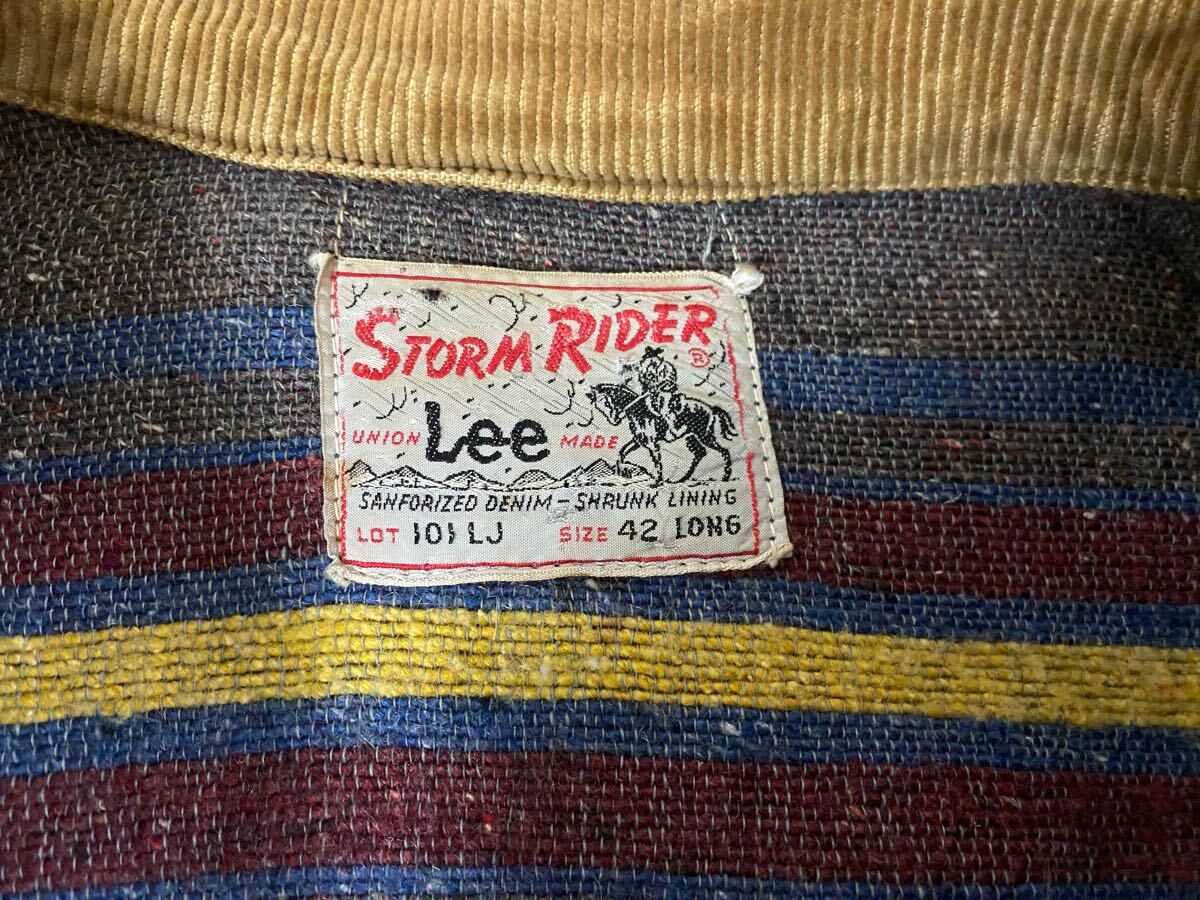 STORM RIDER ®
UNION Lee MADE
SANFORIZED DENIM - SHRUNK LINING
LOT 101 LJ SIZE 42 LONG